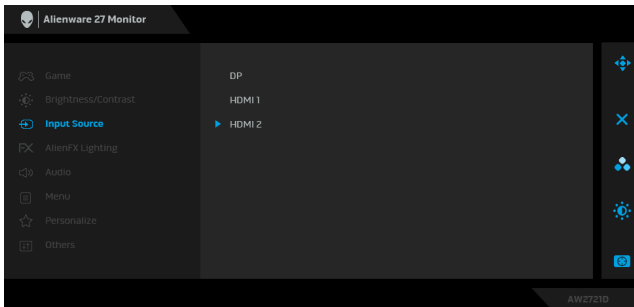 Alienware 27 Monitor
Game
Brightness/Contrast
Input Source
AlienFX Lighting
Audio
Menu
Personalize
Others
DP
HDMI 1
HDMI 2
FX
AW2721D